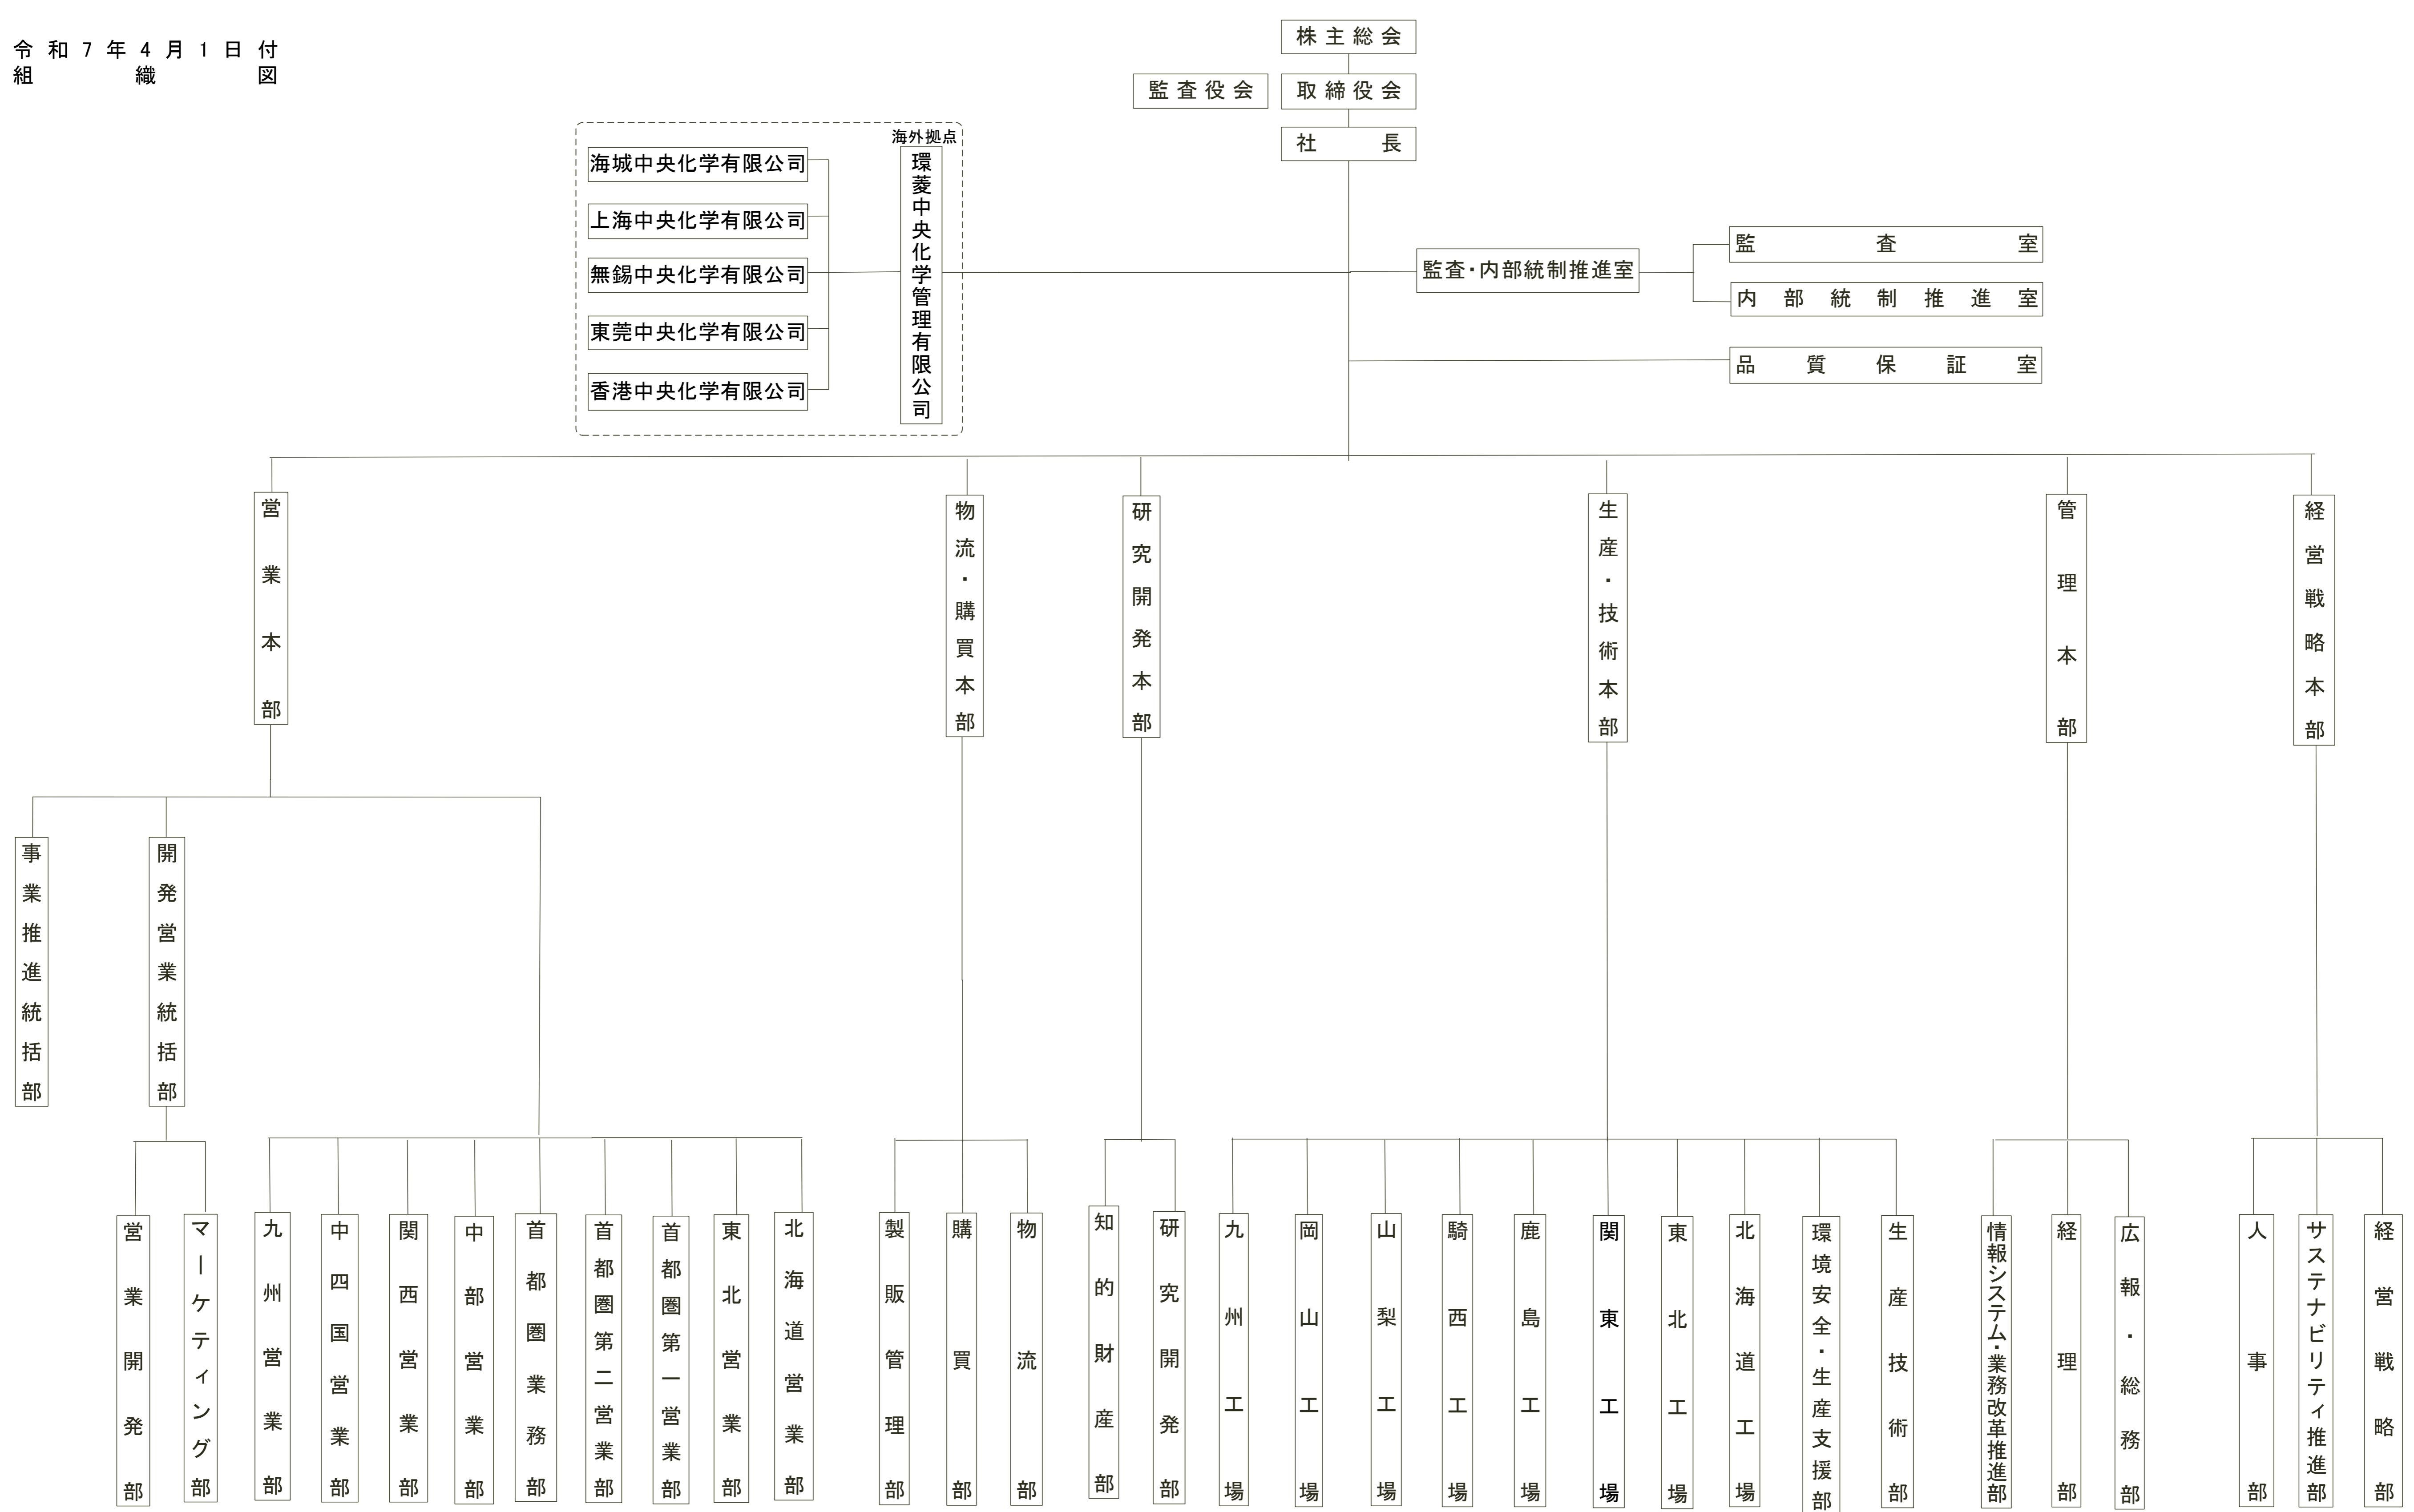 令和7年4月1日付
組織図
株主総会
監査役会
取締役会
社長
海外拠点
環菱中央化学管理有限公司
海城中央化学有限公司
上海中央化学有限公司
無錫中央化学有限公司
東莞中央化学有限公司
香港中央化学有限公司
監査・内部統制推進室
監査室
内部統制推進室
品質保証室
営業本部
物流・購買本部
研究開発本部
生産・技術本部
管理本部
経営戦略本部
事業推進統括部
開発営業統括部
営業開発部
マーケティング部
九州営業部
中四国営業部
関西営業部
中部営業部
首都圏業務部
首都圏第二営業部
首都圏第一営業部
東北営業部
北海道営業部
製販管理部
購買部
物流部
知的財産部
研究開発部
九州工場
岡山工場
山梨工場
騎西工場
鹿島工場
関東工場
東北工場
北海道工場
環境安全・生産支援部
生産技術部
情報システム・業務改革推進部
経理部
広報・総務部
人事部
サステナビリティ推進部
経営戦略部